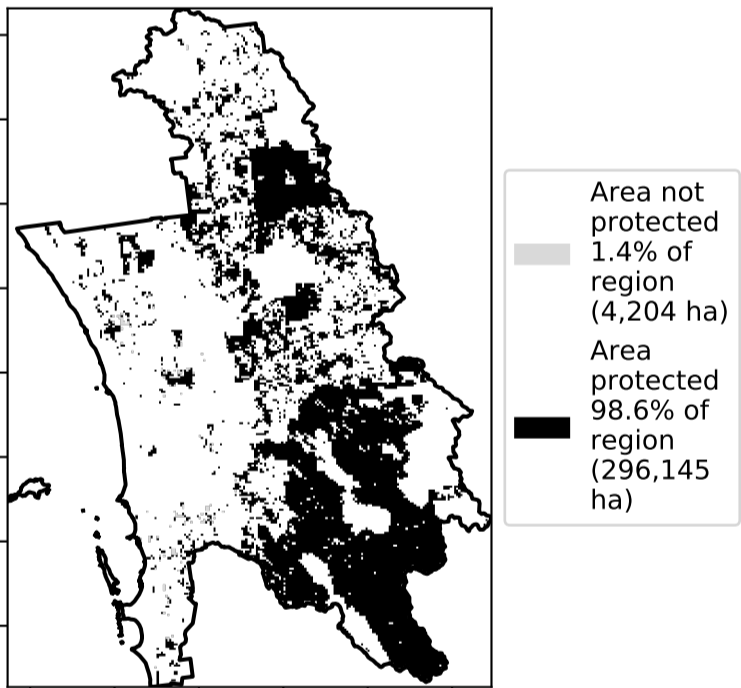 Area not
protected
1.4% of
region
(4,204 ha)
Area
protected
98.6% of
region
(296,145
ha)